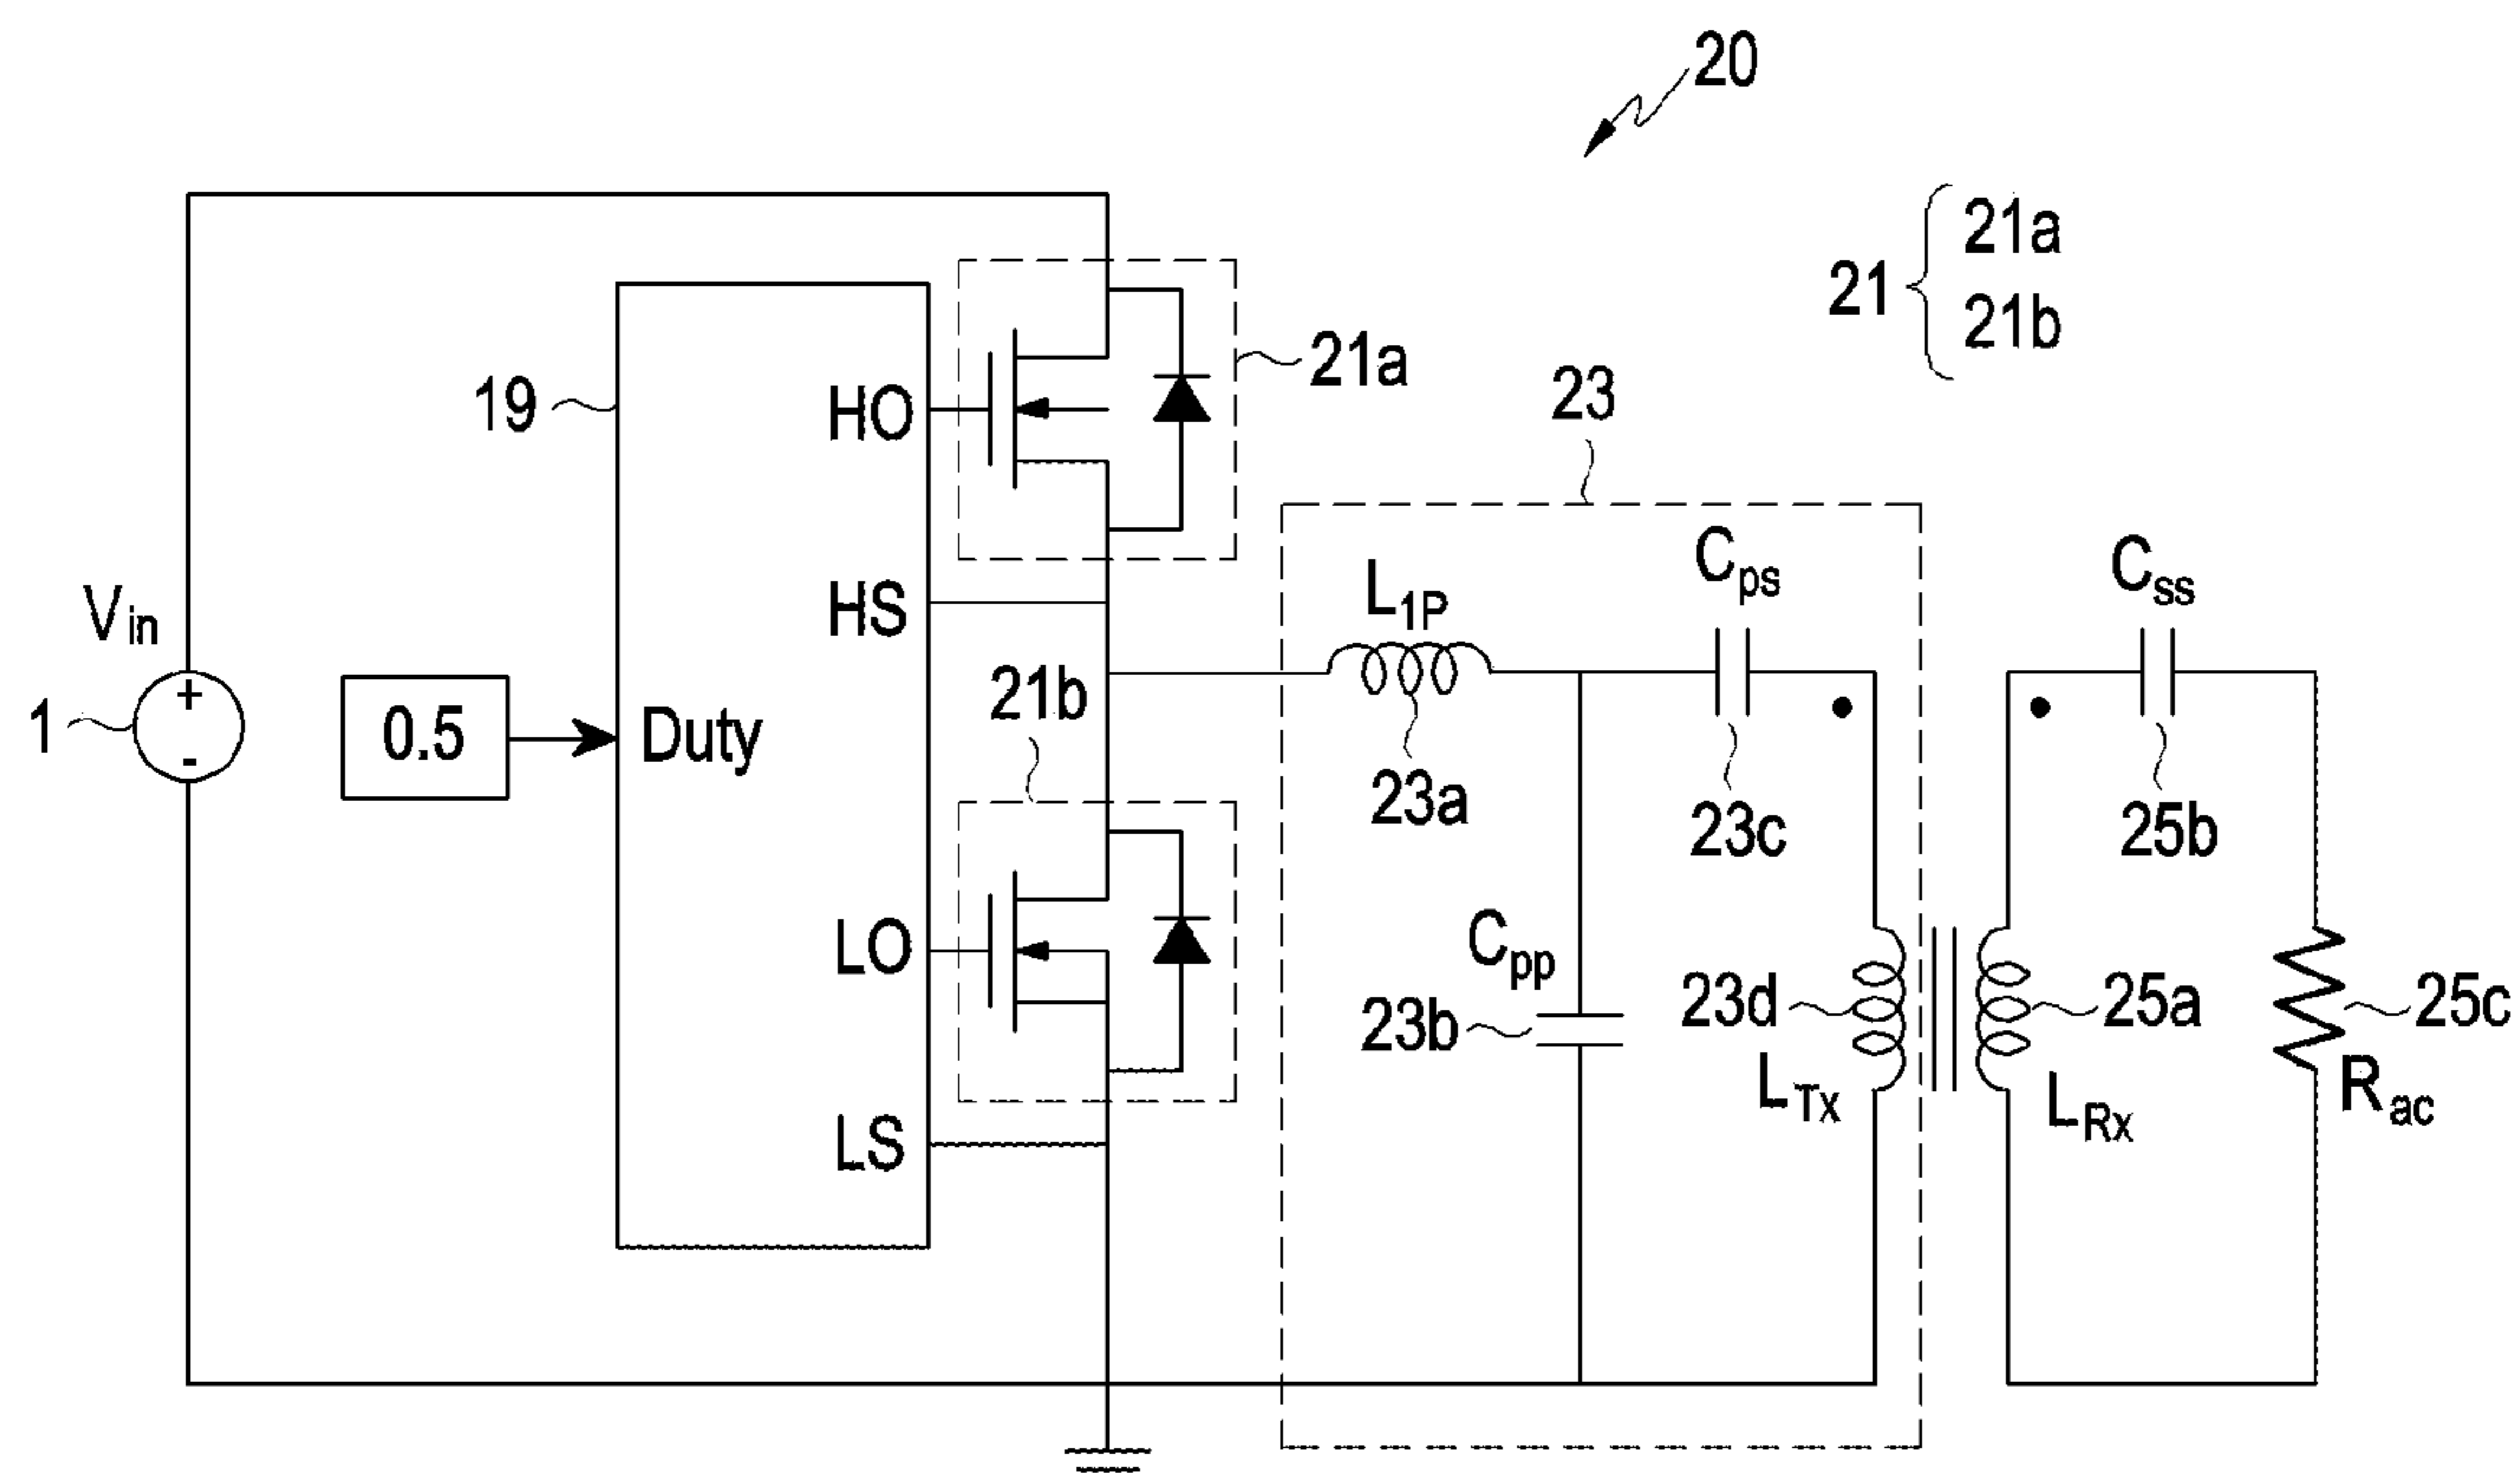 20
21
21a
21b
21a
23
19
HO
HS
Vin
1
+
-
0.5
Duty
21b
L1P
23a
Cps
23c
Css
25b
LO
LS
Cpp
23b
23d
LTx
25a
LRx
25c
Rac